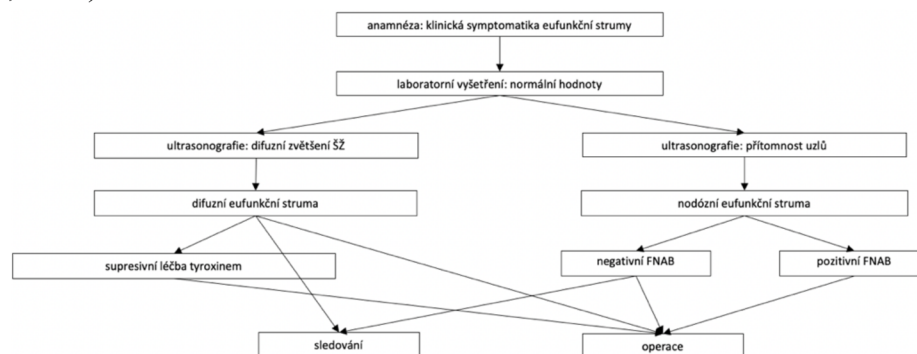 anamnéza: klinická symptomatika eufunkční strumy
laboratorní vyšetření: normální hodnoty
ultrasonografie: difuzní zvětšení ŠŽ
ultrasonografie: přítomnost uzlů
difuzní eufunkční struma
nodózní eufunkční struma
supresivní léčba tyroxinem
negativní FNAB
pozitivní FNAB
sledování
operace